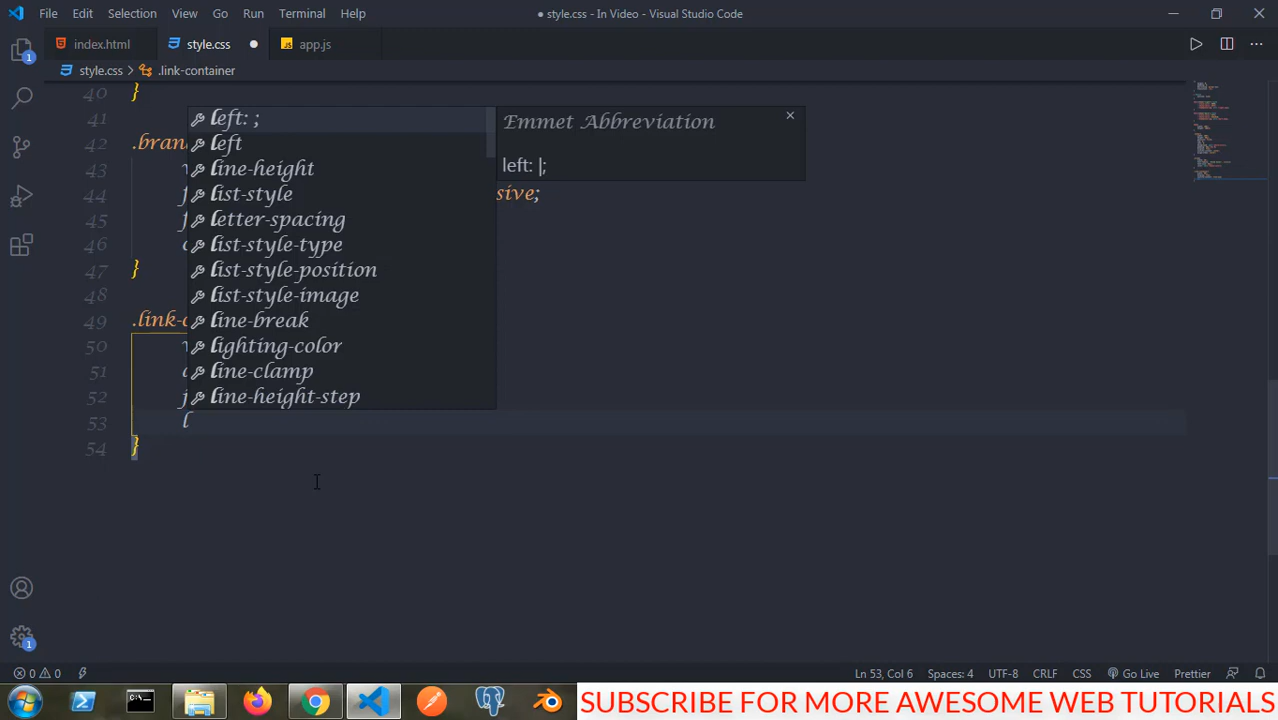 File Edit Selection View Go Run Terminal Help ● style.css - In Video - Visual Studio Code
index.html style.css ● JS app.js
style.css > .link-container
40 }
41
42 .bran
43
44 sive;
45
46
47 }
48
49 .link-c
50
51
52 j
53 l
54 }
left: ;
left
line-height
list-style
letter-spacing
list-style-type
list-style-position
list-style-image
line-break
lighting-color
line-clamp
line-height-step
Emmet Abbreviation
left: |;
1
1
0 0 Ln 53, Col 6 Spaces: 4 UTF-8 CRLF CSS Go Live Prettier
SUBSCRIBE FOR MORE AWESOME WEB TUTORIALS